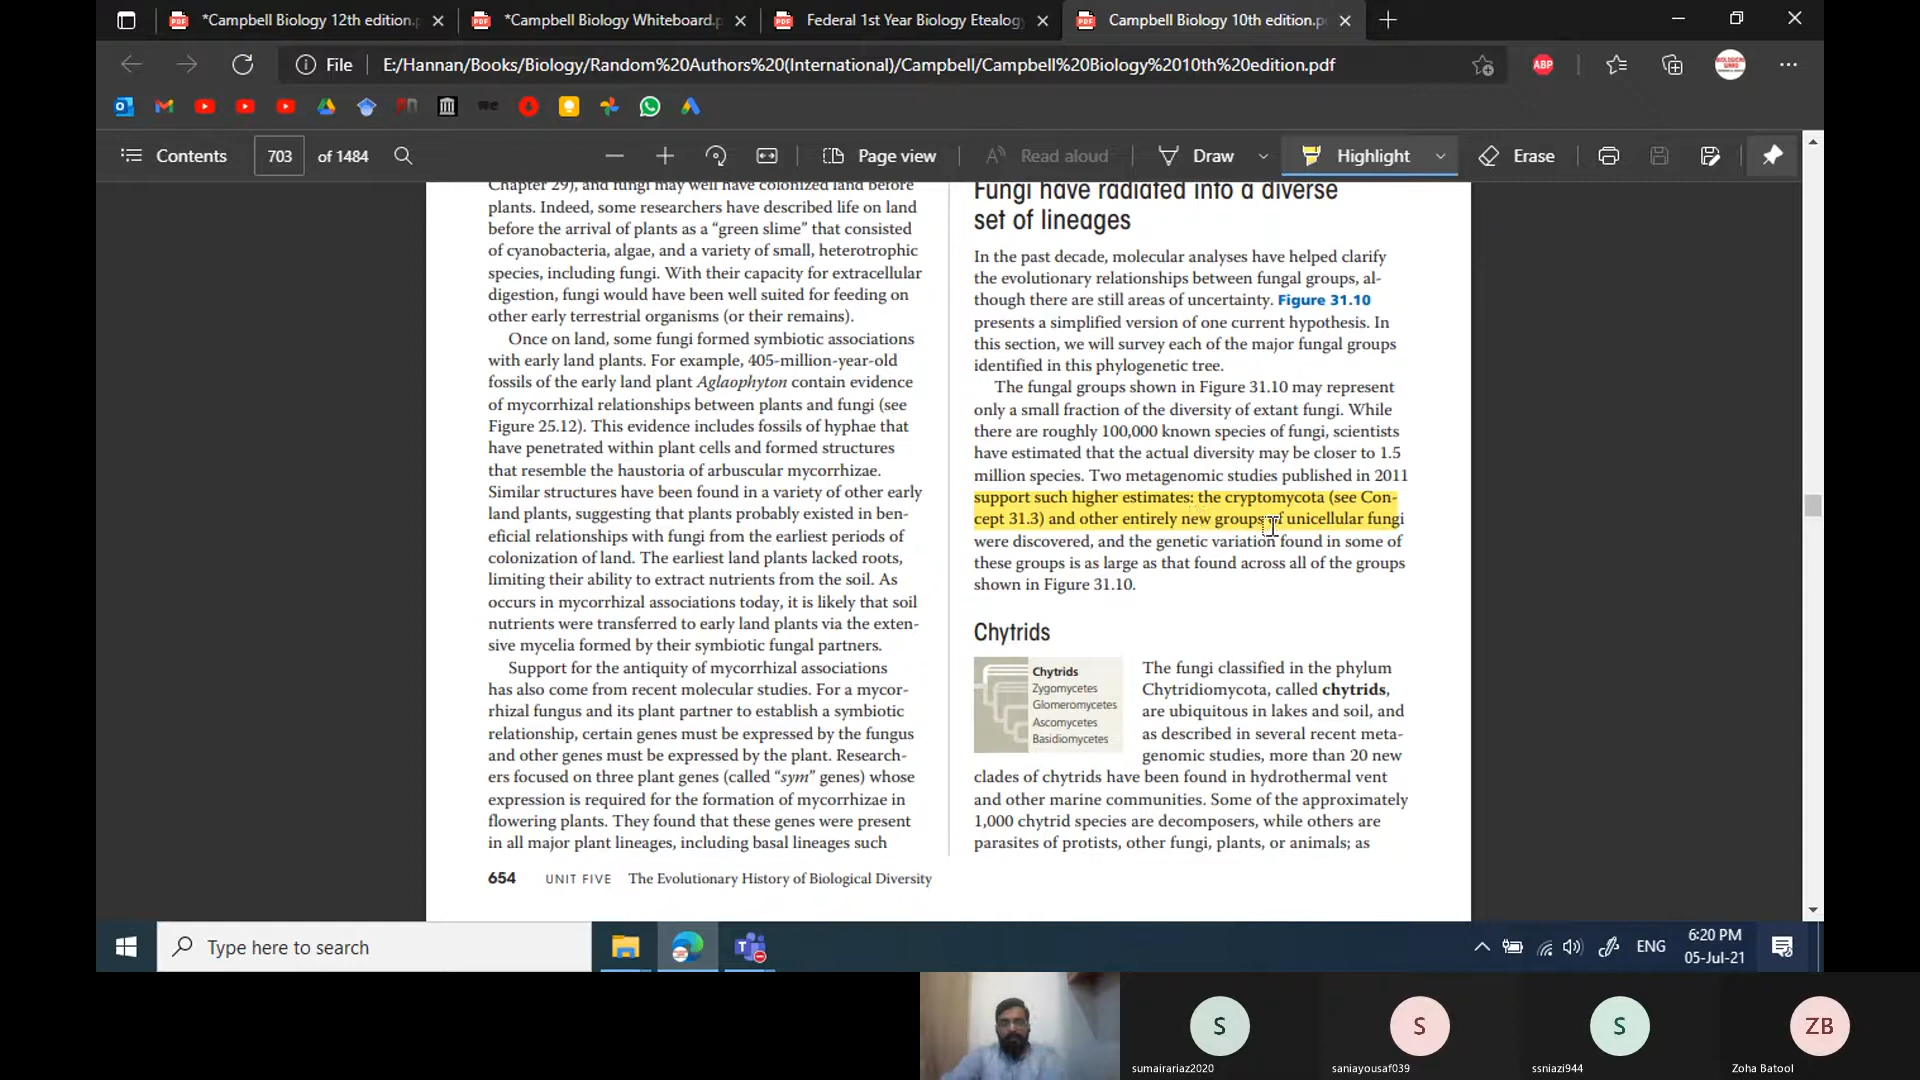 *Campbell Biology 12th edition.p
*Campbell Biology Whiteboard.p
Federal 1st Year Biology Etealog
Campbell Biology 10th edition.p
File
E:/Hannan/Books/Biology/Random%20Authors%20(International)/Campbell/Campbell%20Biology%2010th%20edition.pdf
ABP
Contents
703
of 1484
Page view
Read aloud
Draw
Highlight
Erase
Chapter 29), and fungi may well have colonized land before
plants. Indeed, some researchers have described life on land
before the arrival of plants as a “green slime” that consisted
of cyanobacteria, algae, and a variety of small, heterotrophic
species, including fungi. With their capacity for extracellular
digestion, fungi would have been well suited for feeding on
other early terrestrial organisms (or their remains).
Once on land, some fungi formed symbiotic associations
with early land plants. For example, 405-million-year-old
fossils of the early land plant Aglaophyton contain evidence
of mycorrhizal relationships between plants and fungi (see
Figure 25.12). This evidence includes fossils of hyphae that
have penetrated within plant cells and formed structures
that resemble the haustoria of arbuscular mycorrhizae.
Similar structures have been found in a variety of other early
land plants, suggesting that plants probably existed in ben-
eficial relationships with fungi from the earliest periods of
colonization of land. The earliest land plants lacked roots,
limiting their ability to extract nutrients from the soil. As
occurs in mycorrhizal associations today, it is likely that soil
nutrients were transferred to early land plants via the exten-
sive mycelia formed by their symbiotic fungal partners.
Support for the antiquity of mycorrhizal associations
has also come from recent molecular studies. For a mycor-
rhizal fungus and its plant partner to establish a symbiotic
relationship, certain genes must be expressed by the fungus
and other genes must be expressed by the plant. Research-
ers focused on three plant genes (called “sym” genes) whose
expression is required for the formation of mycorrhizae in
flowering plants. They found that these genes were present
in all major plant lineages, including basal lineages such
Fungi have radiated into a diverse
set of lineages
In the past decade, molecular analyses have helped clarify
the evolutionary relationships between fungal groups, al-
though there are still areas of uncertainty. Figure 31.10
presents a simplified version of one current hypothesis. In
this section, we will survey each of the major fungal groups
identified in this phylogenetic tree.
The fungal groups shown in Figure 31.10 may represent
only a small fraction of the diversity of extant fungi. While
there are roughly 100,000 known species of fungi, scientists
have estimated that the actual diversity may be closer to 1.5
million species. Two metagenomic studies published in 2011
support such higher estimates: the cryptomycota (see Con-
cept 31.3) and other entirely new groups of unicellular fungi
were discovered, and the genetic variation found in some of
these groups is as large as that found across all of the groups
shown in Figure 31.10.
Chytrids
Chytrids
Zygomycetes
Glomeromycetes
Ascomycetes
Basidiomycetes
The fungi classified in the phylum
Chytridiomycota, called chytrids,
are ubiquitous in lakes and soil, and
as described in several recent meta-
genomic studies, more than 20 new
clades of chytrids have been found in hydrothermal vent
and other marine communities. Some of the approximately
1,000 chytrid species are decomposers, while others are
parasites of protists, other fungi, plants, or animals; as
654 UNIT FIVE The Evolutionary History of Biological Diversity
Type here to search
ENG
6:20 PM
05-Jul-21
S
S
S
ZB
sumairariaz2020
saniayousaf039
ssniazi944
Zoha Batool